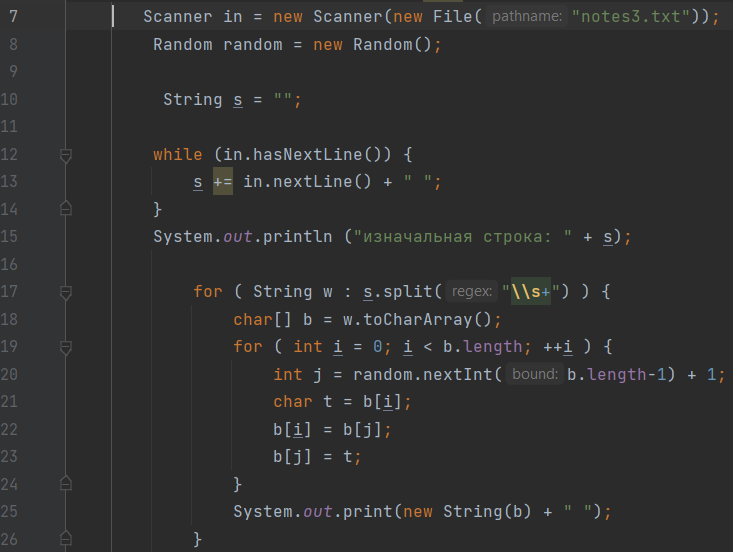 7 Scanner in = new Scanner(new File( pathname: "notes3.txt"));
8 Random random = new Random();
9
10 String s = "";
11
12 while (in.hasNextLine()) {
13 s += in.nextLine() + " ";
14 }
15 System.out.println ("изначальная строка: " + s);
16
17 for ( String w : s.split( regex: "\\s+") ) {
18 char[] b = w.toCharArray();
19 for ( int i = 0; i < b.length; ++i ) {
20 int j = random.nextInt( bound: b.length-1) + 1;
21 char t = b[i];
22 b[i] = b[j];
23 b[j] = t;
24 }
25 System.out.print(new String(b) + " ");
26 }